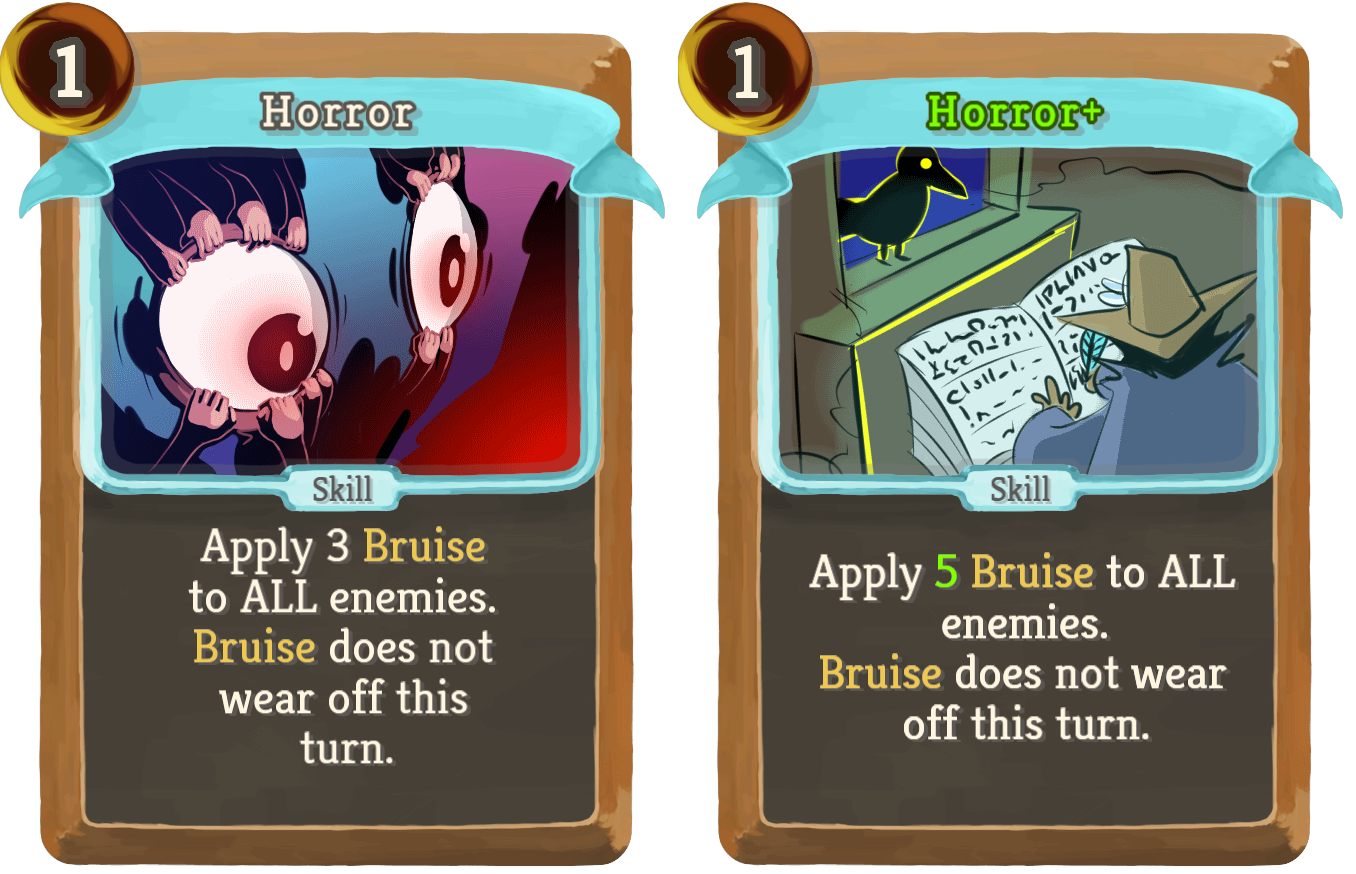 1
Horror
Skill
Apply 3 Bruise
to ALL enemies.
Bruise does not
wear off this
turn.
1
Horror+
Skill
Apply 5 Bruise to ALL
enemies.
Bruise does not wear
off this turn.